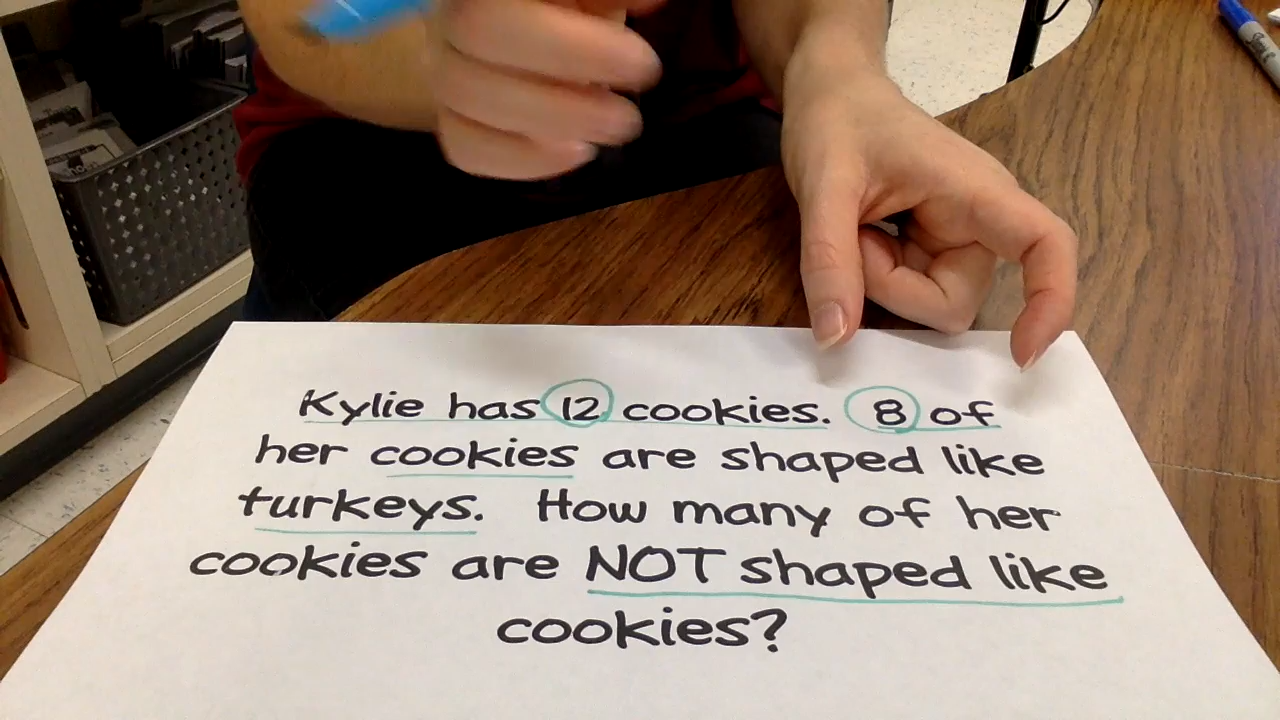 Kylie has 12 cookies. 8 of
her cookies are shaped like
turkeys. How many of her
cookies are NOT shaped like
cookies?